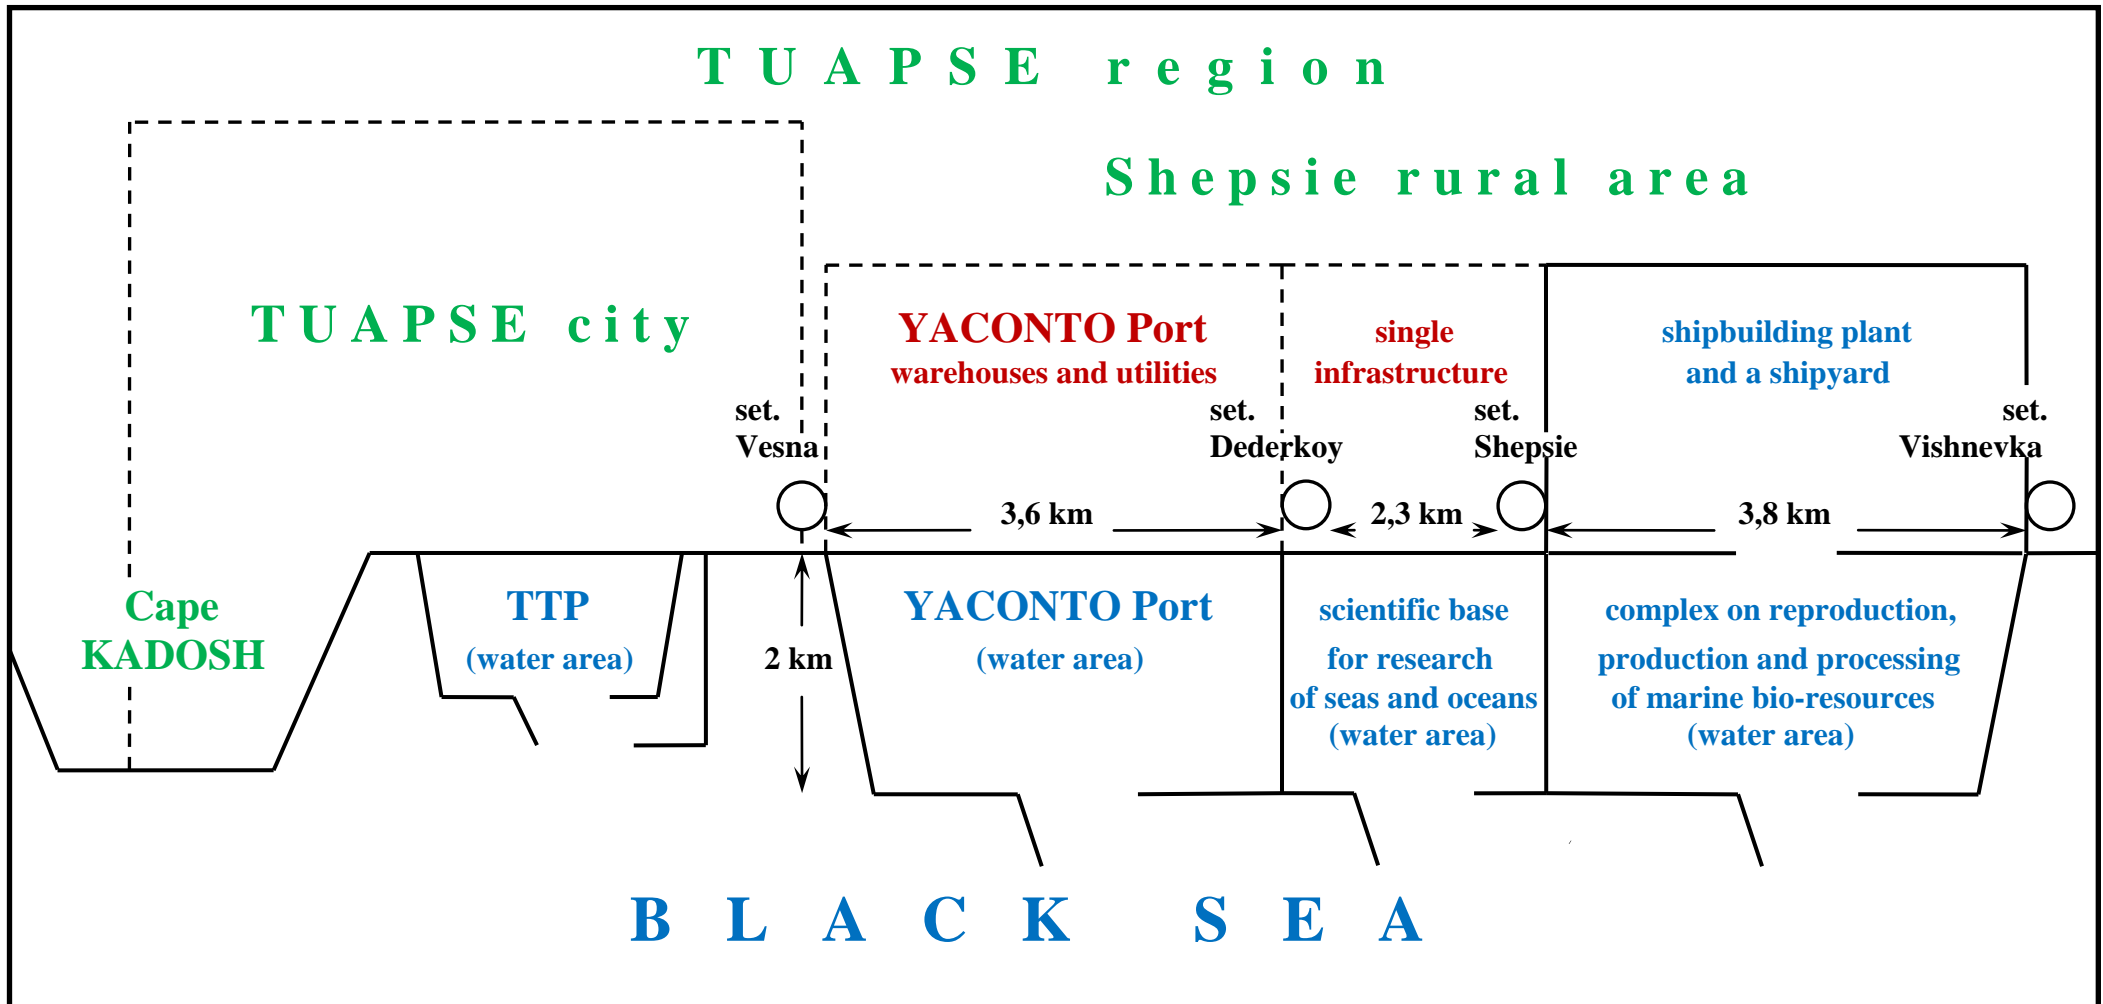 TUAPSE region
Shepsie rural area
TUAPSE city
YACONTO Port
warehouses and utilities
single
infrastructure
shipbuilding plant
and a shipyard
set.
Vesna
set.
Dederkoy
set.
Shepsie
set.
Vishnevka
3,6 km
2,3 km
3,8 km
Cape
KADOSH
TTP
(water area)
2 km
YACONTO Port
(water area)
scientific base
for research
of seas and oceans
(water area)
complex on reproduction,
production and processing
of marine bio-resources
(water area)
BLACK SEA